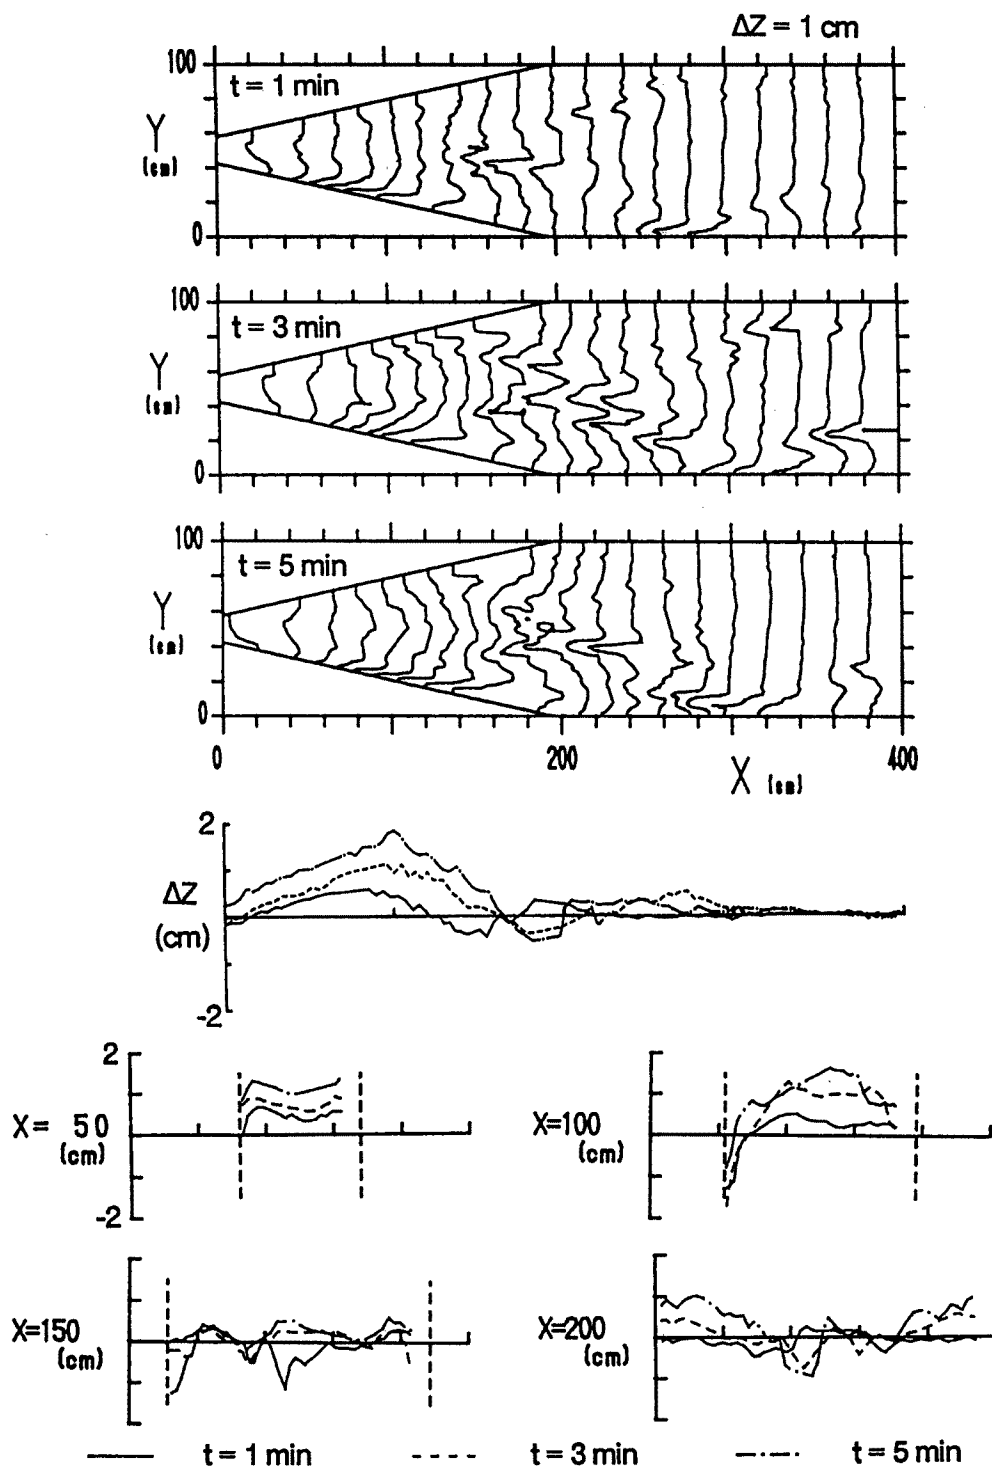 ΔZ = 1 cm
100
t = 1 min
Y
(cm)
0
100
t = 3 min
Y
(cm)
0
100
t = 5 min
Y
(cm)
0
0
200
400
X (cm)
2
ΔZ
(cm)
-2
2
X= 50
0
(cm)
-2
X=100
(cm)
X=150
(cm)
X=200
(cm)
t = 1 min
t = 3 min
t = 5 min